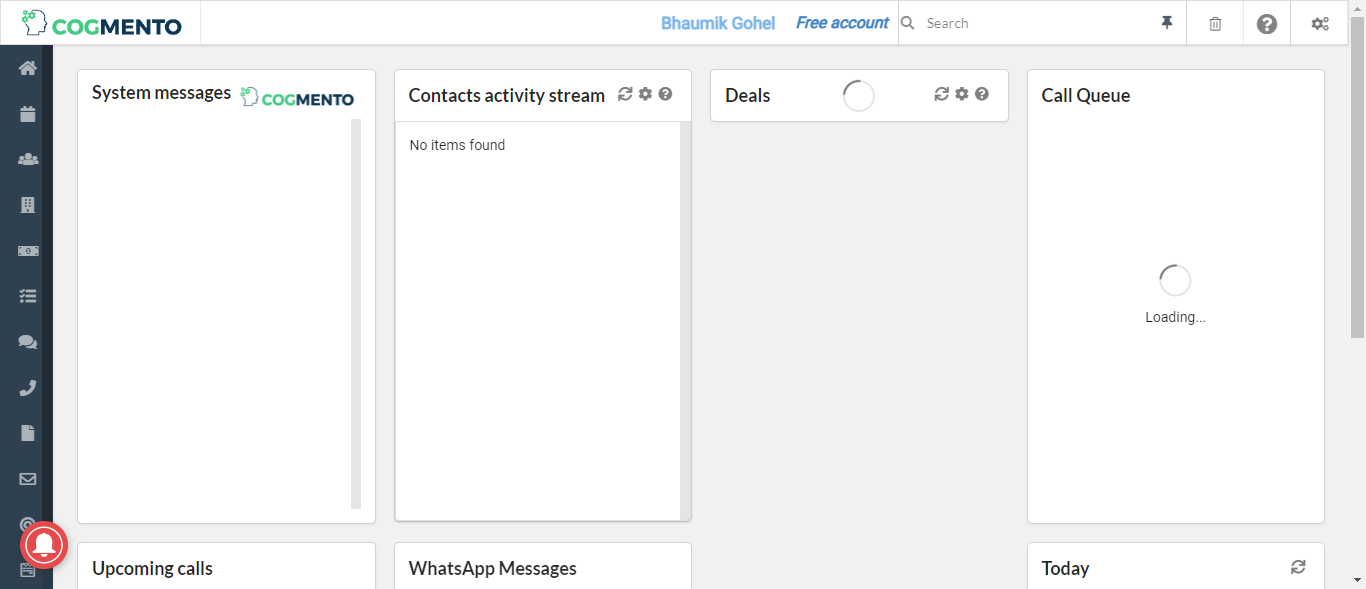 COGMENTO
Bhaumik Gohel
Free account
Search
System messages
COGMENTO
Contacts activity stream
Deals
Call Queue
No items found
Loading...
Upcoming calls
WhatsApp Messages
Today